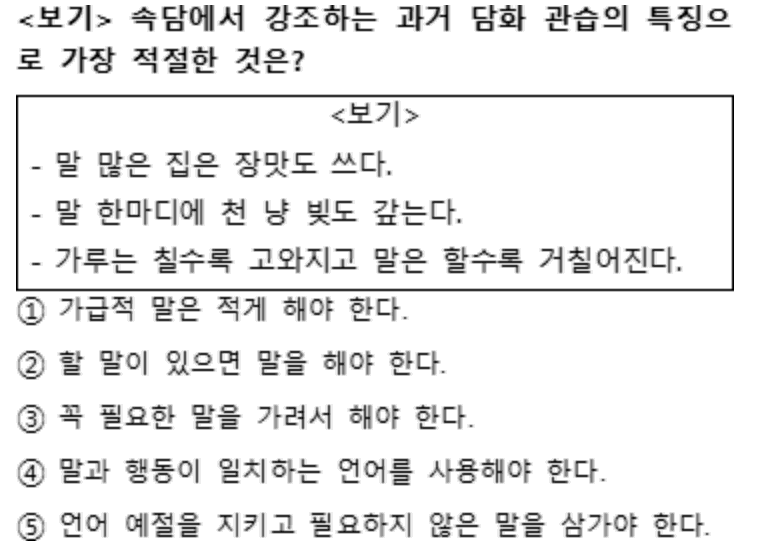 <보기> 속담에서 강조하는 과거 담화 관습의 특징으
로 가장 적절한 것은?
<보기>
- 말 많은 집은 장맛도 쓰다.
- 말 한마디에 천 냥 빚도 갚는다.
- 가루는 칠수록 고와지고 말은 할수록 거칠어진다.
① 가급적 말은 적게 해야 한다.
② 할 말이 있으면 말을 해야 한다.
③ 꼭 필요한 말을 가려서 해야 한다.
④ 말과 행동이 일치하는 언어를 사용해야 한다.
⑤ 언어 예절을 지키고 필요하지 않은 말을 삼가야 한다.